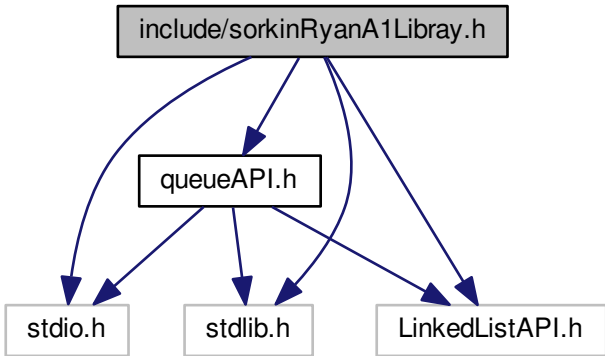 include/sorkinRyanA1Libray.h
queueAPI.h
stdio.h
stdlib.h
LinkedListAPI.h